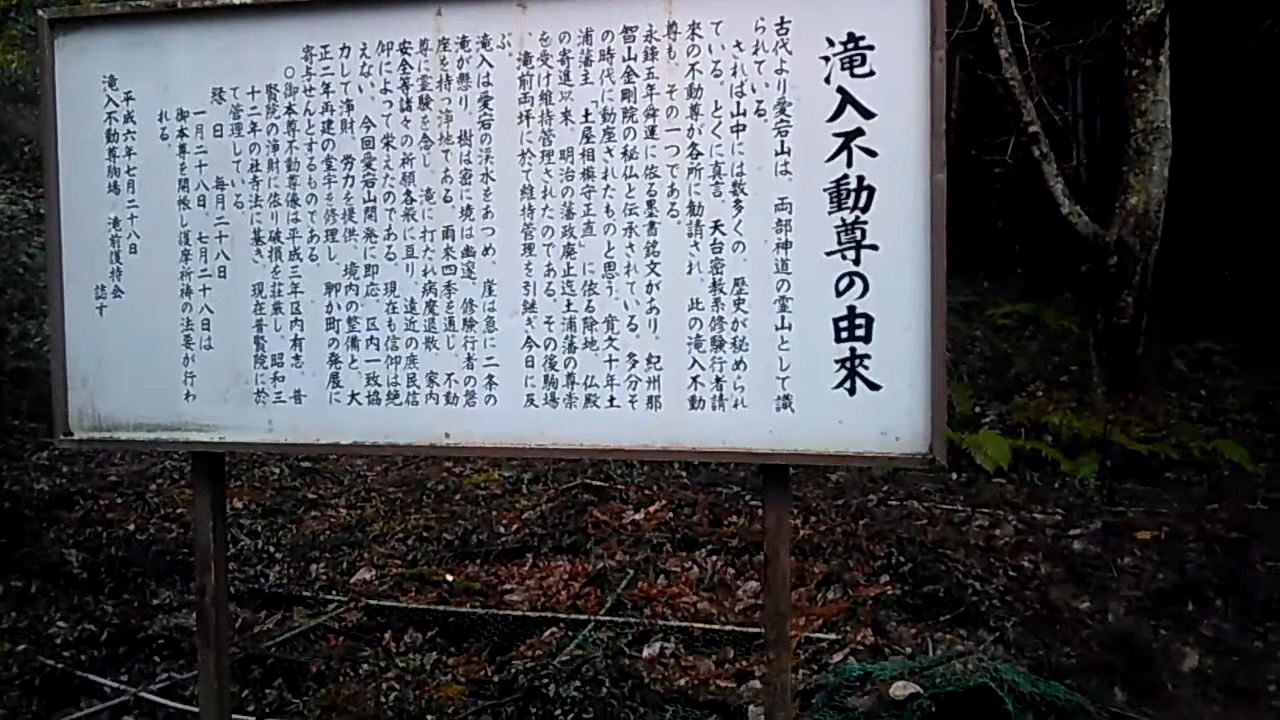 滝入不動尊の由來
古代より愛宕山は、両部神道の霊山として識
られている。
されば山中には数多くの、歴史が秘められ
ている。とくに真言、天台密教系修験行者請
來の不動尊が各所に勧請され、此の滝入不動
尊も、その一つである。
永録五年舜運に依る墨書銘文があり、紀州那
智山金剛院の秘仏と伝承されている。多分そ
の時代に動座されたものと思う。寛文十年土
浦藩主「土屋相模守正直」に依る除地、仏殿
の寄進以来、明治の藩政廃止迄土浦藩の尊崇
を受け維持管理されたのである。その後駒場
、滝前両坪に於て維持管理を引継ぎ今日に及
ぶ。
滝入は愛宕の渓水をあつめ、崖は急に二条の
滝が懸り、樹は密に境は幽邃、修験行者の磐
座を持つ浄地である。雨来四季を通し、不動
尊に霊験を念じ、滝に打たれ病魔退散、家内
安全等諸々の祈願各般に亘り、遠近の庶民信
仰によって栄えたのである。現在も信仰は絶
えない。今回愛宕山開発に即応、区内一致協
力して浄財、労力を提供、境内の整備と、大
正二年再建の堂宇を修理し、聊か町の発展に
寄与せんとするものである。
〇御本尊不動尊像は平成三年区内有志、普
賢院の浄財に依り破損を荘厳し、昭和三
十二年の社寺法に基き、現在普賢院に於
て管理している。
縁日 毎月二十八日
一月二十八日、七月二十八日は
御本尊を開帳し護摩祈祷の法要が行わ
れる。
平成六年七月二十八日
滝入不動尊駒場、滝前護持会
誌す